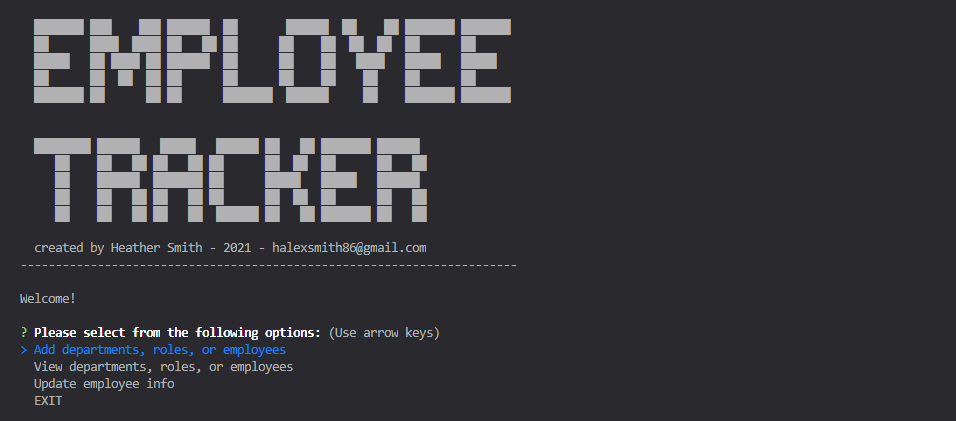 EMPLOYEE
TRACKER
created by Heather Smith - 2021 - halexsmith86@gmail.com
-----------------------------------------------------------------------
Welcome!
? Please select from the following options: (Use arrow keys)
> Add departments, roles, or employees
View departments, roles, or employees
Update employee info
EXIT